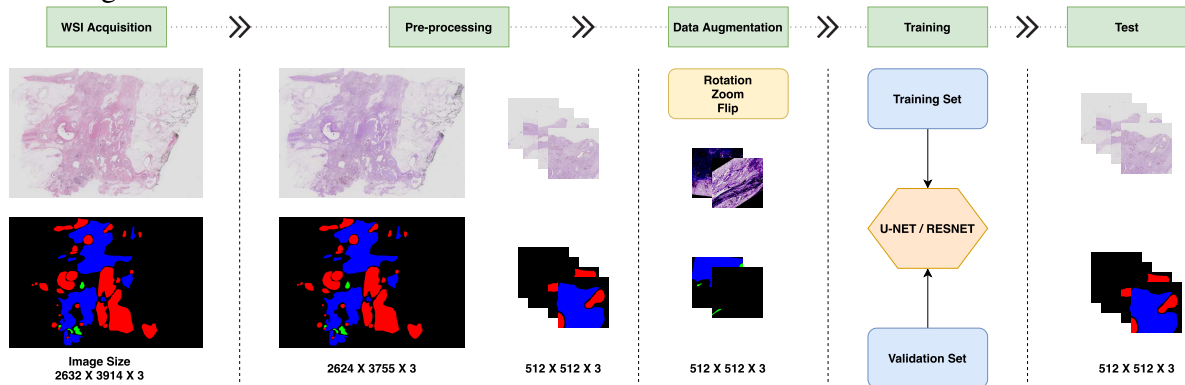 WSI Acquisition
Pre-processing
Data Augmentation
Training
Test
Rotation
Zoom
Flip
Training Set
U-NET / RESNET
Validation Set
Image Size
2632 X 3914 X 3
2624 X 3755 X 3
512 X 512 X 3
512 X 512 X 3
512 X 512 X 3